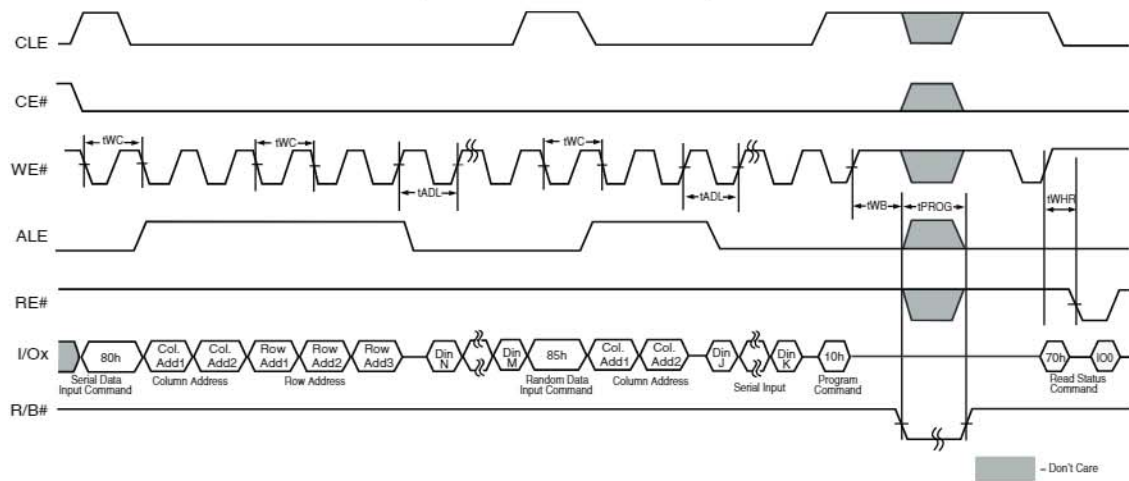 CLE
CE#
tWC
tWC
tWC
WE#
tADL
tADL
tWB
tPROG
tWHR
ALE
RE#
I/Ox
80h
Col. Add1
Col. Add2
Row Add1
Row Add2
Row Add3
Din N
Din M
85h
Col. Add1
Col. Add2
Din J
Din K
10h
70h
IO0
Serial Data Input Command
Column Address
Row Address
Random Data Input Command
Column Address
Serial Input
Program Command
Read Status Command
R/B#
= Don't Care